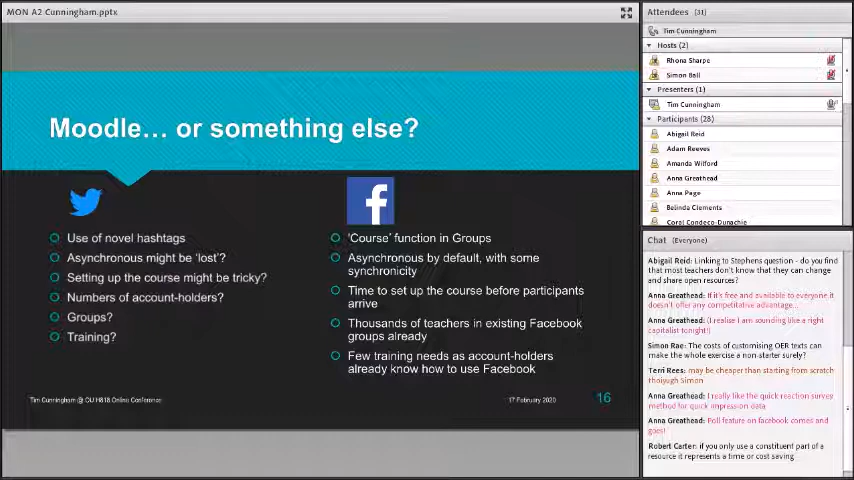 MON A2 Cunningham.pptx
Moodle… or something else?
Use of novel hashtags
Asynchronous might be 'lost'?
Setting up the course might be tricky?
Numbers of account-holders?
Groups?
Training?
'Course' function in Groups
Asynchronous by default, with some
synchronicity
Time to set up the course before participants
arrive
Thousands of teachers in existing Facebook
groups already
Few training needs as account-holders
already know how to use Facebook
Tim Cunningham @ OU H818 Online Conference
17 February 2020
16
Attendees (31)
Tim Cunningham
Hosts (2)
Rhona Sharpe
Simon Ball
Presenters (1)
Tim Cunningham
Participants (28)
Abigail Reid
Adam Reeves
Amanda Wilford
Anna Greathead
Anna Page
Belinda Clements
Carol Condeco-Dunachie
Chat (Everyone)
Abigail Reid: Linking to Stephens question - do you find
that most teachers don't know that they can change
and share open resources?
Anna Greathead: If it's free and available to everyone it
doesn't offer any competitive advantage...
Anna Greathead: (I realise I am sounding like a right
capitalist tonight!)
Simon Rae: The costs of customising OER texts can
make the whole exercise a non-starter surely?
Terri Rees: may be cheaper than starting from scratch
thoiyugh Simon
Anna Greathead: I really like the quick reaction survey
method for quick impression data
Anna Greathead: Poll feature on facebook comes and
goes!
Robert Carter: if you only use a constituent part of a
resource it represents a time or cost saving